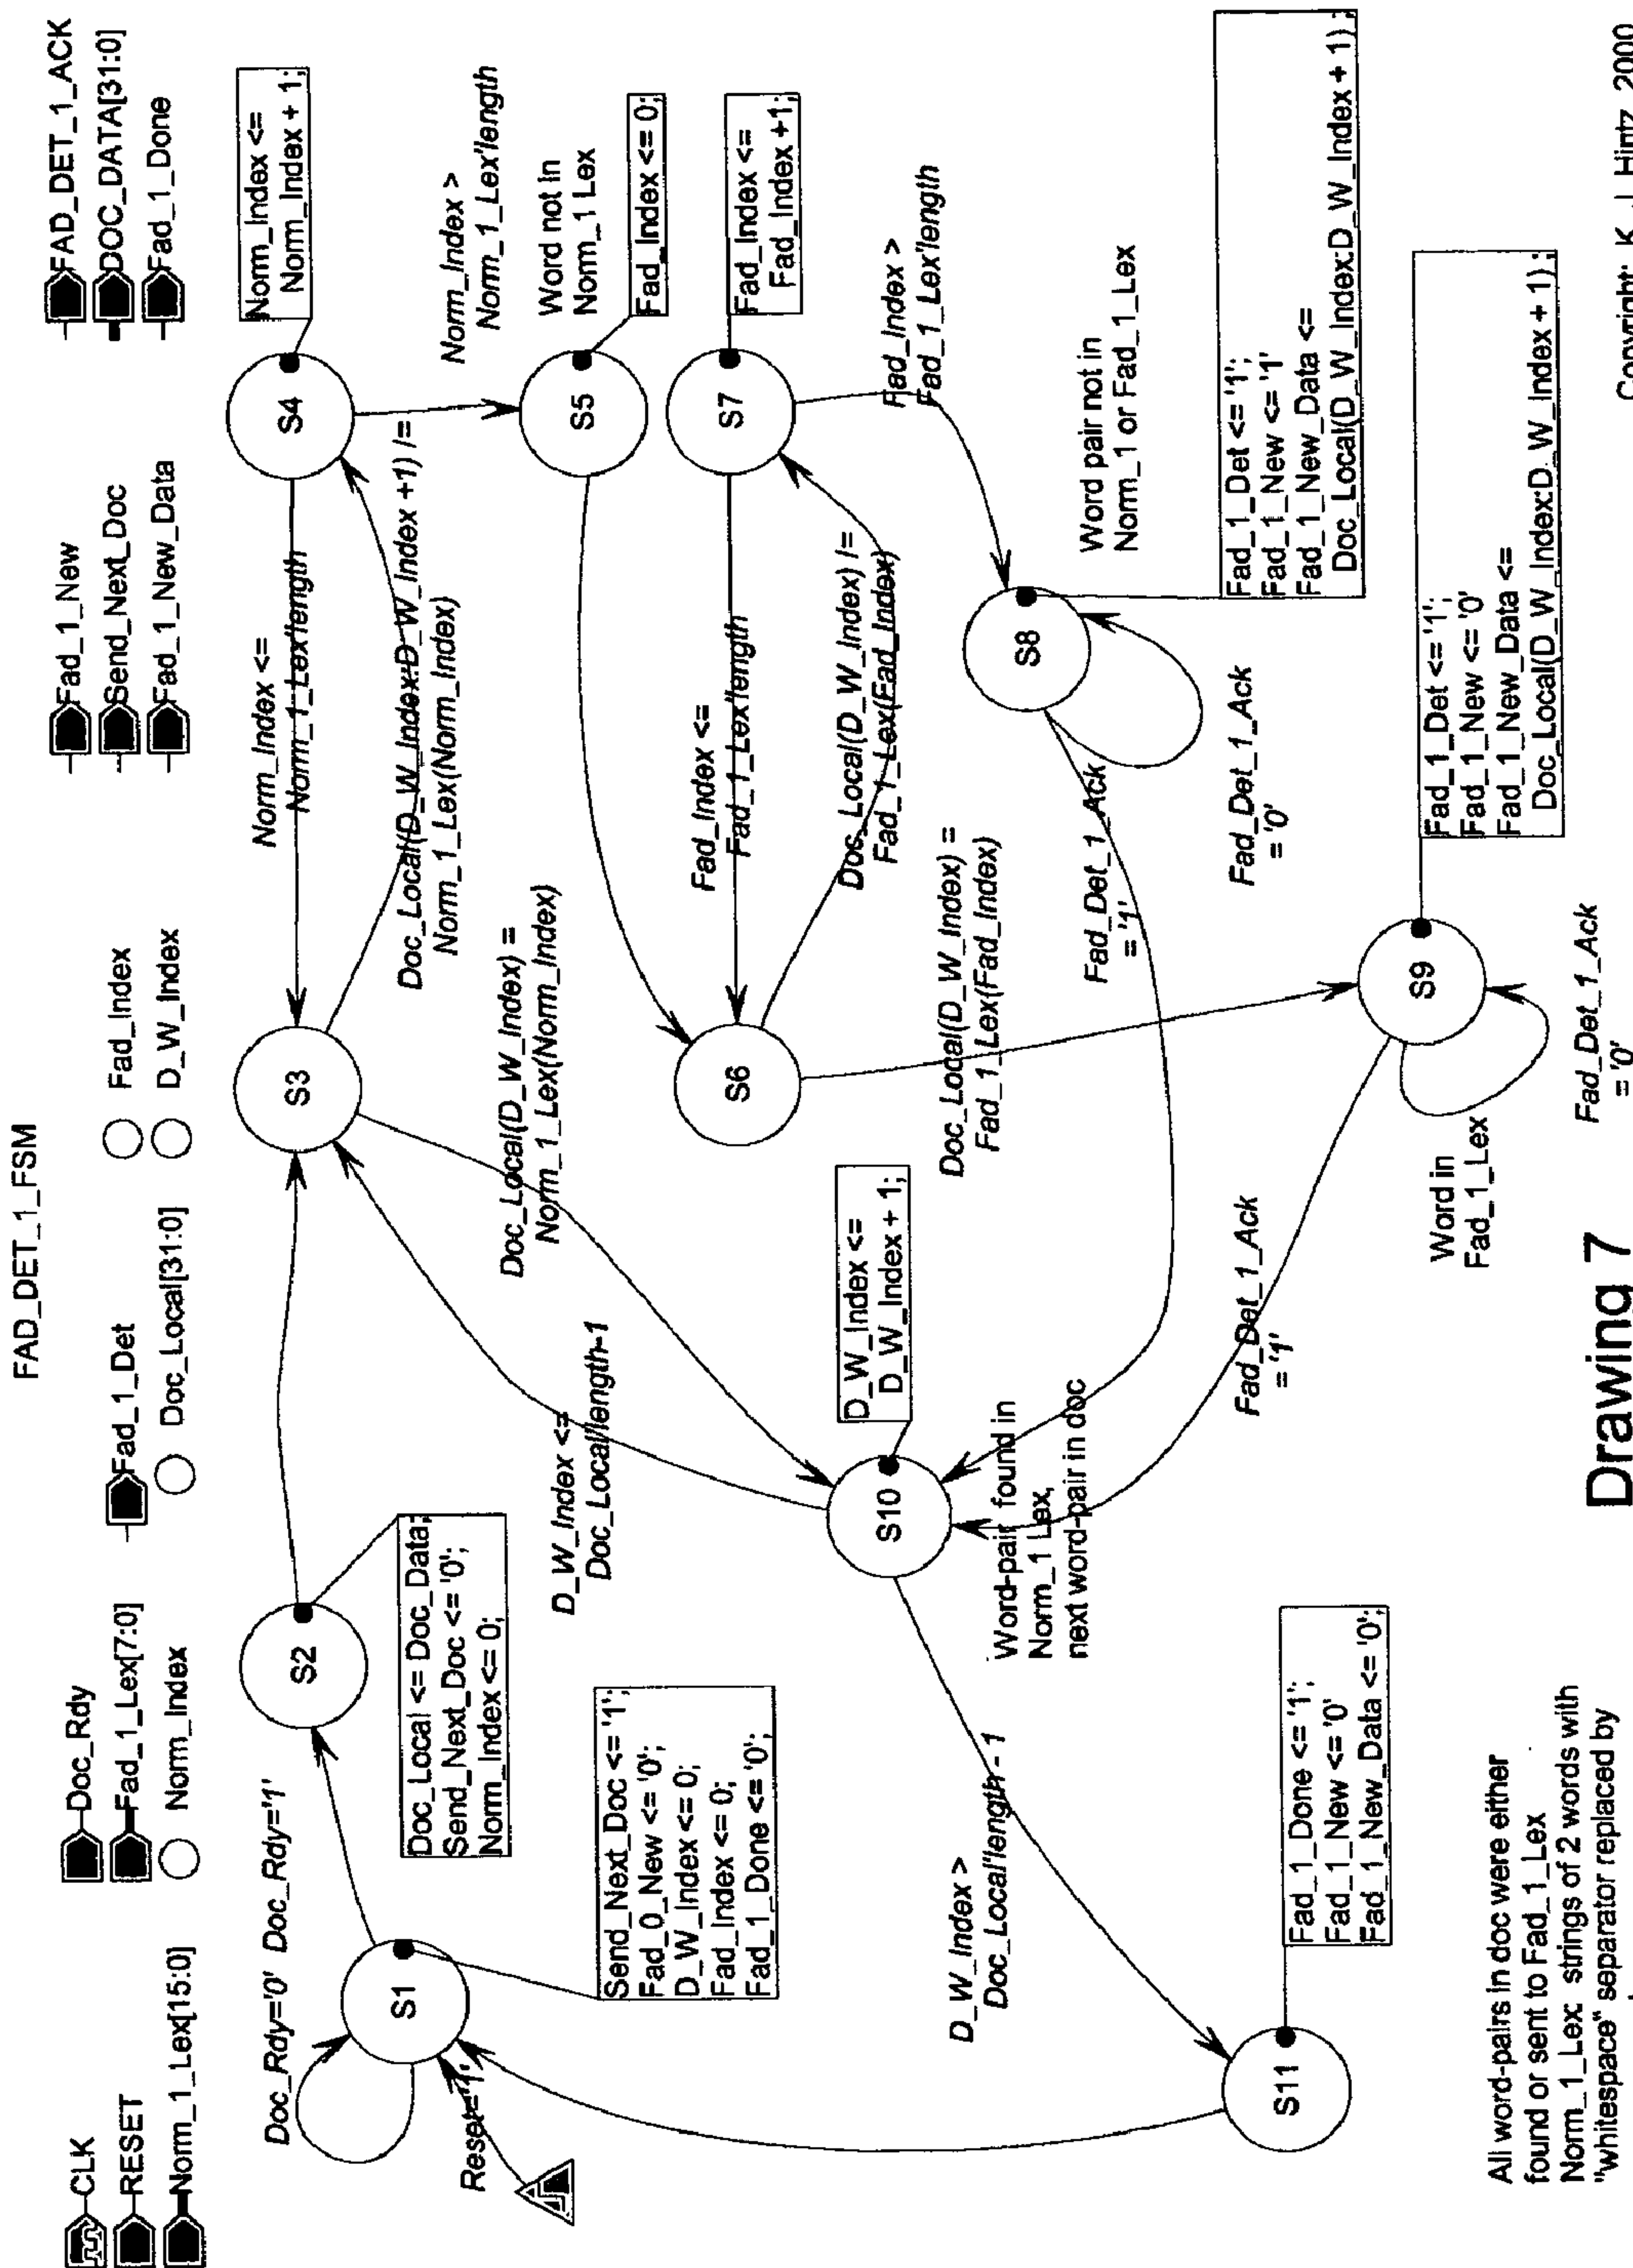 FAD_DET_1_FSM
CLK
RESET
Norm_1_Lex[15:0]
Doc_Rdy
Fad_1_Lex[7:0]
Norm_Index
Fad_1_Det
Doc_Local[31:0]
Fad_Index
D_W_Index
Fad_1_New
Send_Next_Doc
Fad_1_New_Data
FAD_DET_1_ACK
DOC_DATA[31:0]
Fad_1_Done
Doc_Rdy='0'
Doc_Rdy='1'
Reset='1'
S1
Send_Next_Doc <= '1';
Fad_0_New <= '0';
D_W_Index <= 0;
Fad_Index <= 0;
Fad_1_Done <= '0';
S2
Doc_Local <= Doc_Data;
Send_Next_Doc <= '0';
Norm_Index <= 0;
S3
Norm_Index <=
Norm_1_Lex'length
Doc_Local(D_W_Index:D_W_Index +1) /=
Norm_1_Lex(Norm_Index)
S4
Norm_Index <=
Norm_Index + 1;
Norm_Index >
Norm_1_Lex'length
S5
Word not in
Norm_1 Lex
Fad_Index <= 0;
Doc_Local(D_W_Index) =
Norm_1_Lex(Norm_Index)
D_W_Index <=
Doc_Local'length-1
S6
Fad_Index <=
Fad_1_Lex'length
Doc_Local(D_W_Index) /=
Fad_1_Lex(Fad_Index)
S7
Fad_Index <=
Fad_Index +1;
Fad_Index >
Fad_1_Lex'length
Doc_Local(D_W_Index) =
Fad_1_Lex(Fad_Index)
S8
Word pair not in
Norm_1 or Fad_1_Lex
Fad_1_Det <= '1';
Fad_1_New <= '1'
Fad_1_New_Data <=
Doc_Local(D_W_Index:D_W_Index + 1) ;
Fad_Det_1_Ack
= '0'
Fad_Det_1_Ack
= '1'
S10
D_W_Index <=
D_W_Index + 1;
Word-pair found in
Norm_1 Lex,
next word-pair in doc
S9
Fad_1_Det <= '1';
Fad_1_New <= '0'
Fad_1_New_Data <=
Doc_Local(D_W_Index:D_W_Index + 1) ;
Fad_Det_1_Ack
= '1'
Word in
Fad_1_Lex
Fad_Det_1_Ack
= '0'
D_W_Index >
Doc_Local'length - 1
S11
Fad_1_Done <= '1';
Fad_1_New <= '0'
Fad_1_New_Data <= '0';
All word-pairs in doc were either
found or sent to Fad_1_Lex
Norm_1_Lex: strings of 2 words with
"whitespace" separator replaced by
Drawing 7
Copyright: K. J. Hintz, 2000